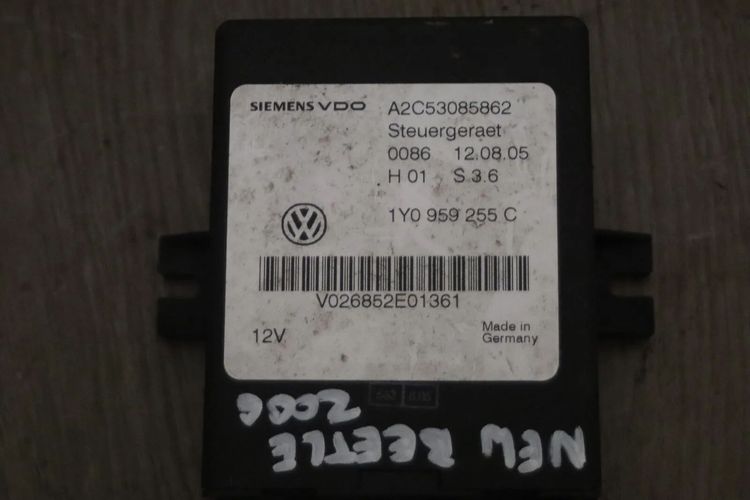 SIEMENS VDO
A2C53085862
Steuergeraet
0086 12.08.05
H 01 S 3.6
1Y0 959 255 C
V026852E01361
12V
Made in
Germany
NEW BEETLE
2006